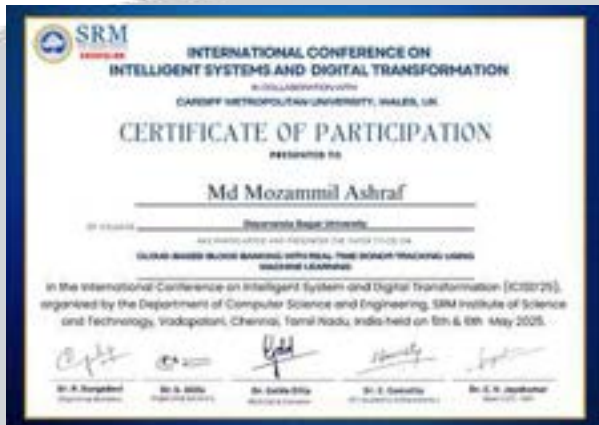 SRM
INTERNATIONAL CONFERENCE ON
INTELLIGENT SYSTEMS AND DIGITAL TRANSFORMATION
IN COLLABORATION WITH
CARDIFF METROPOLITAN UNIVERSITY, WALES, UK
CERTIFICATE OF PARTICIPATION
PRESENTED TO
Md Mozammil Ashraf
Dayananda Sagar University
CLOUD BASED BLOOD BANKING WITH REAL TIME DONOR TRACKING USING
MACHINE LEARNING
in the International Conference on Intelligent System and Digital Transformation
organized by the Department of Computer Science and Engineering, SRM Institute of Science
and Technology, Vadapalani, Chennai, Tamil Nadu, India held on 5th & 6th May 2025.